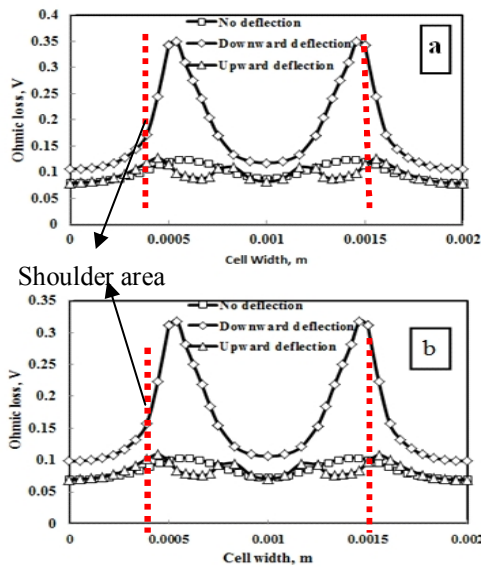 0.4
0.35
0.3
0.25
0.2
0.15
0.1
0.05
0
Ohmic loss, V
No deflection
Downward deflection
Upward deflection
a
0 0.0005 0.001 0.0015 0.002
Cell Width, m
Shoulder area
0.35
0.3
0.25
0.2
0.15
0.1
0.05
0
Ohmic loss, V
No deflection
Downward deflection
Upward deflection
b
0 0.0005 0.001 0.0015 0.002
Cell width, m